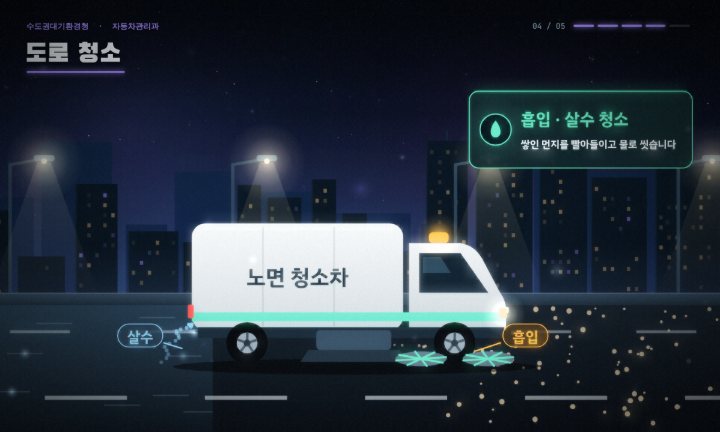 수도권대기환경청 · 자동차관리과
04 / 05
도로 청소
흡입 · 살수 청소
쌓인 먼지를 빨아들이고 물로 씻습니다
노면 청소차
살수
흡입